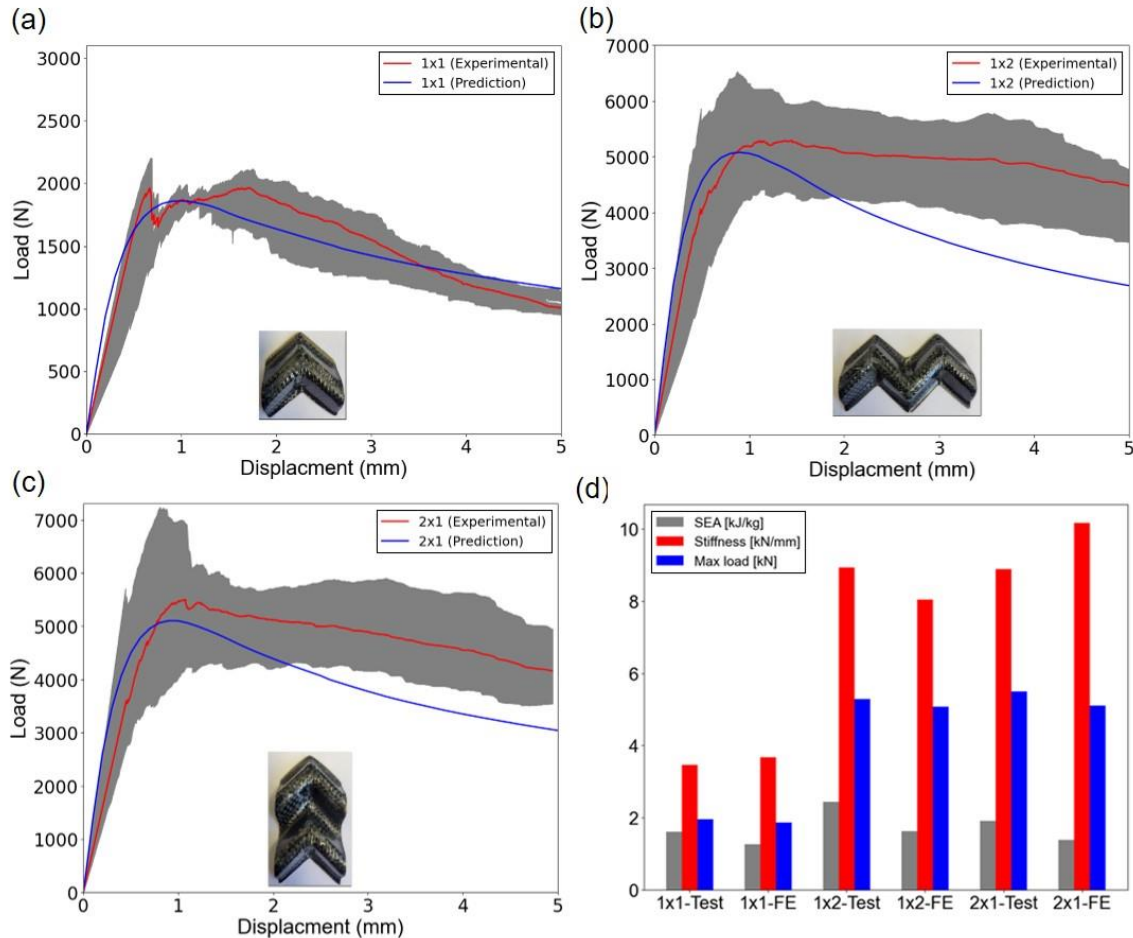 (a)
3000
2500
2000
1500
1000
500
0
Load (N)
1x1 (Experimental)
1x1 (Prediction)
0 1 2 3 4 5
Displacment (mm)
(b)
7000
6000
5000
4000
3000
2000
1000
0
Load (N)
1x2 (Experimental)
1x2 (Prediction)
0 1 2 3 4 5
Displacment (mm)
(c)
7000
6000
5000
4000
3000
2000
1000
0
Load (N)
2x1 (Experimental)
2x1 (Prediction)
0 1 2 3 4 5
Displacment (mm)
(d)
10
8
6
4
2
0
SEA [kJ/kg]
Stiffness [kN/mm]
Max load [kN]
1x1-Test 1x1-FE 1x2-Test 1x2-FE 2x1-Test 2x1-FE